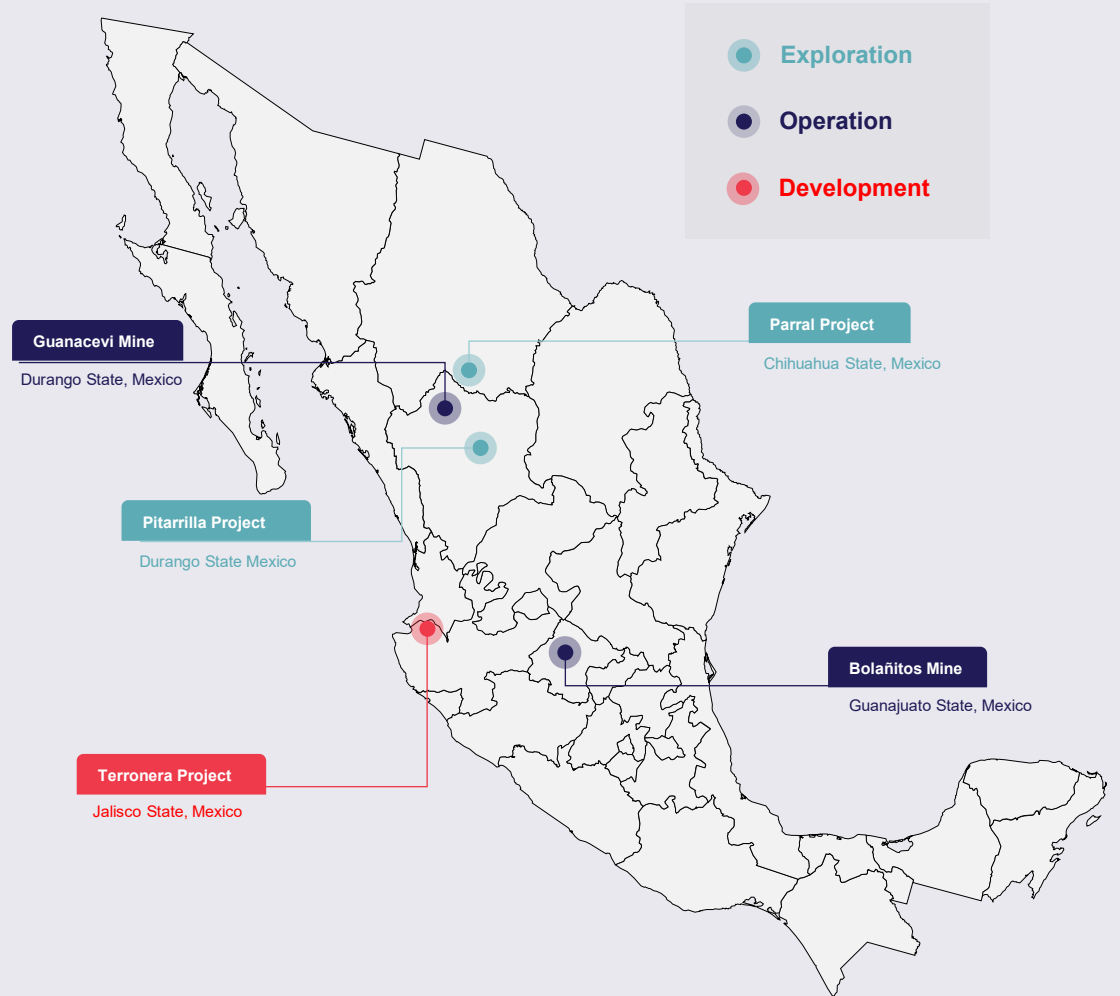 Exploration
Operation
Development
Parral Project
Chihuahua State, Mexico
Guanacevi Mine
Durango State, Mexico
Pitarrilla Project
Durango State Mexico
Bolañitos Mine
Guanajuato State, Mexico
Terronera Project
Jalisco State, Mexico